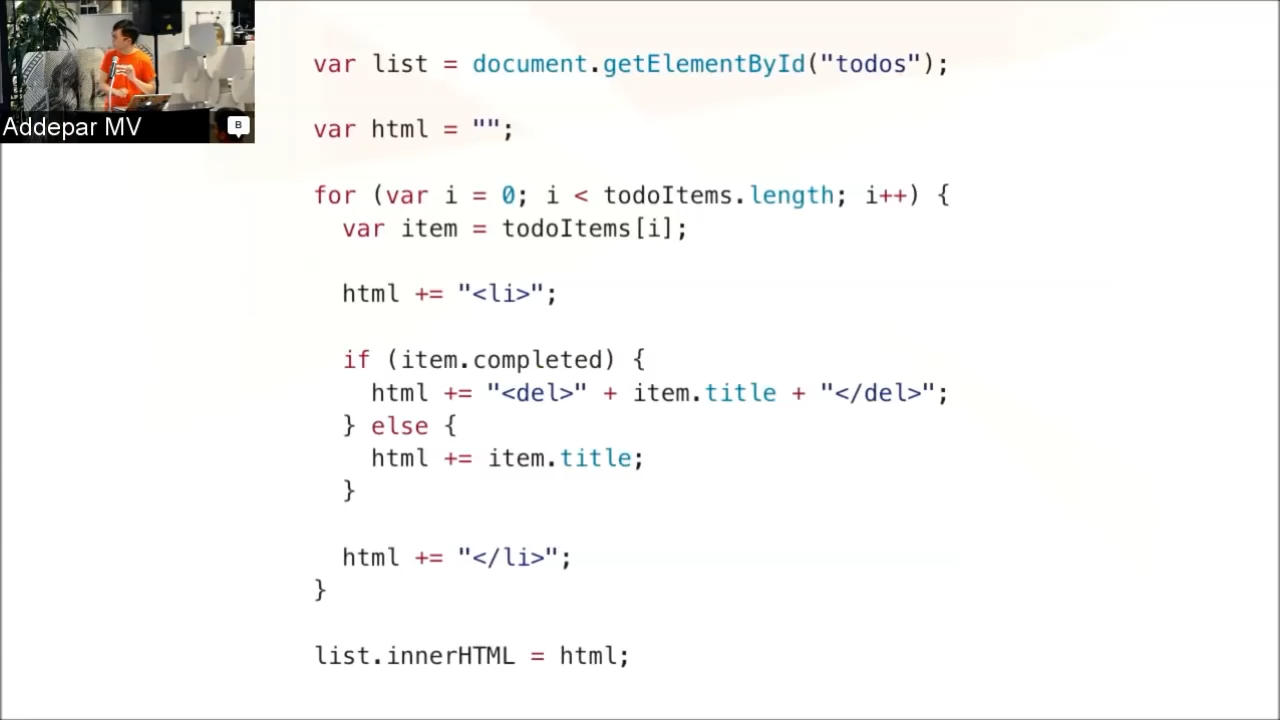 Addepar MV
B
var list = document.getElementById("todos");
var html = "";
for (var i = 0; i < todoItems.length; i++) {
  var item = todoItems[i];
  html += "<li>";
  if (item.completed) {
    html += "<del>" + item.title + "</del>";
  } else {
    html += item.title;
  }
  html += "</li>";
}
list.innerHTML = html;